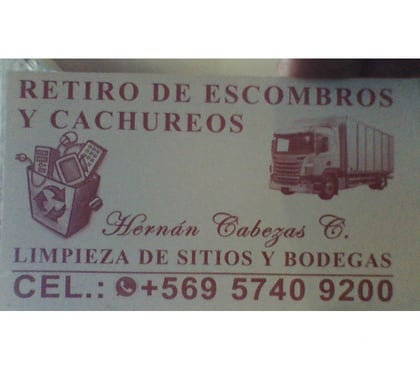 RETIRO DE ESCOMBROS
Y CACHUREOS
Hernán Cabezas C.
LIMPIEZA DE SITIOS Y BODEGAS
CEL.: +569 5740 9200